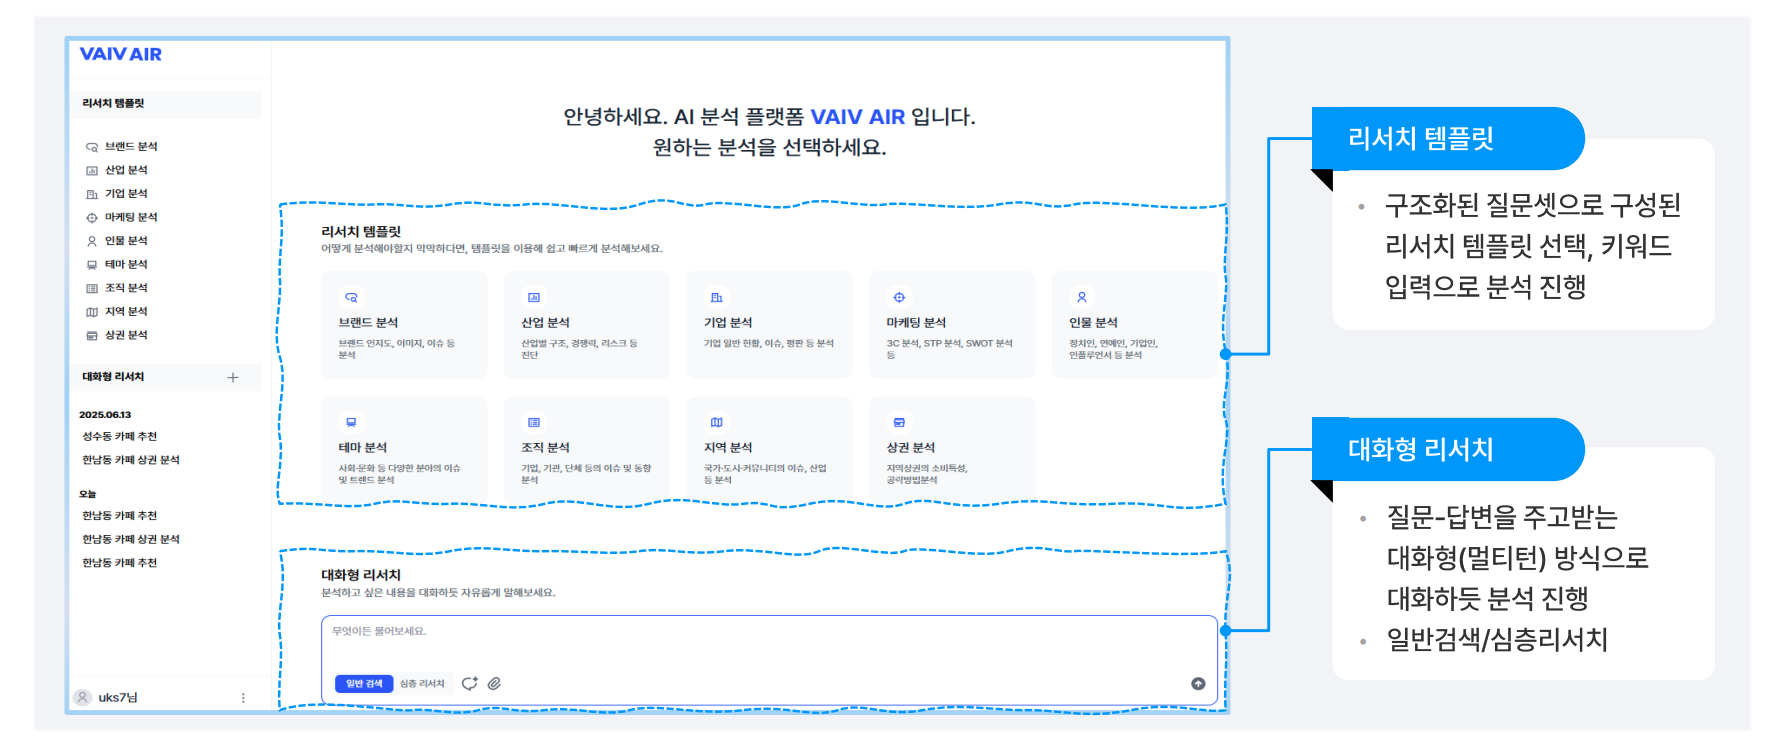 VAIV AIR
리서치 템플릿
브랜드 분석
산업 분석
기업 분석
마케팅 분석
인물 분석
테마 분석
조직 분석
지역 분석
상권 분석
대화형 리서치
2025.06.13
성수동 카페 추천
한남동 카페 상권 분석
오늘
한남동 카페 추천
한남동 카페 상권 분석
한남동 카페 추천
uks7님
안녕하세요. AI 분석 플랫폼 VAIV AIR 입니다.
원하는 분석을 선택하세요.
리서치 템플릿
어떻게 분석해야할지 막막하다면, 템플릿을 이용해 쉽고 빠르게 분석해보세요.
브랜드 분석
브랜드 인지도, 이미지, 이슈 등
분석
산업 분석
산업별 구조, 경쟁력, 리스크 등
진단
기업 분석
기업 일반 현황, 이슈, 평판 등 분석
마케팅 분석
3C 분석, STP 분석, SWOT 분석
등
인물 분석
정치인, 연예인, 기업인,
인플루언서 등 분석
테마 분석
사회·문화 등 다양한 분야의 이슈
및 트렌드 분석
조직 분석
기업, 기관, 단체 등의 이슈 및 동향
분석
지역 분석
국가·도시·커뮤니티의 이슈, 산업
등 분석
상권 분석
지역상권의 소비특성,
공략방법분석
대화형 리서치
분석하고 싶은 내용을 대화하듯 자유롭게 말해보세요.
무엇이든 물어보세요.
일반 검색 심층 리서치
리서치 템플릿
• 구조화된 질문셋으로 구성된
리서치 템플릿 선택, 키워드
입력으로 분석 진행
대화형 리서치
• 질문-답변을 주고받는
대화형(멀티턴) 방식으로
대화하듯 분석 진행
• 일반검색/심층리서치